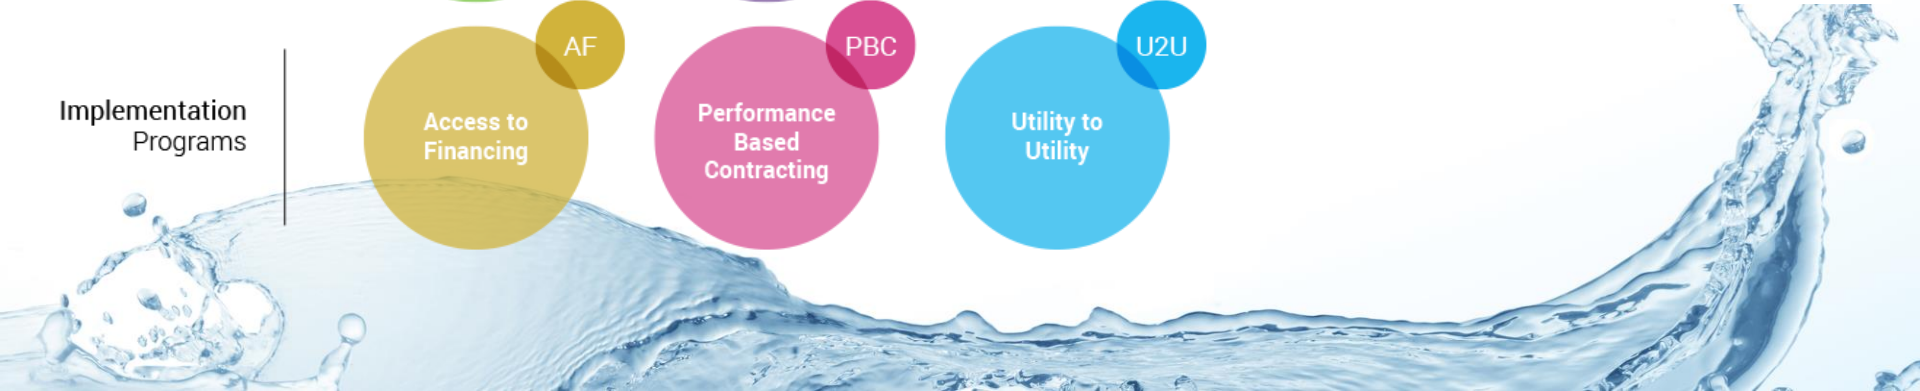 Implementation
Programs
AF
Access to
Financing
PBC
Performance
Based
Contracting
U2U
Utility to
Utility